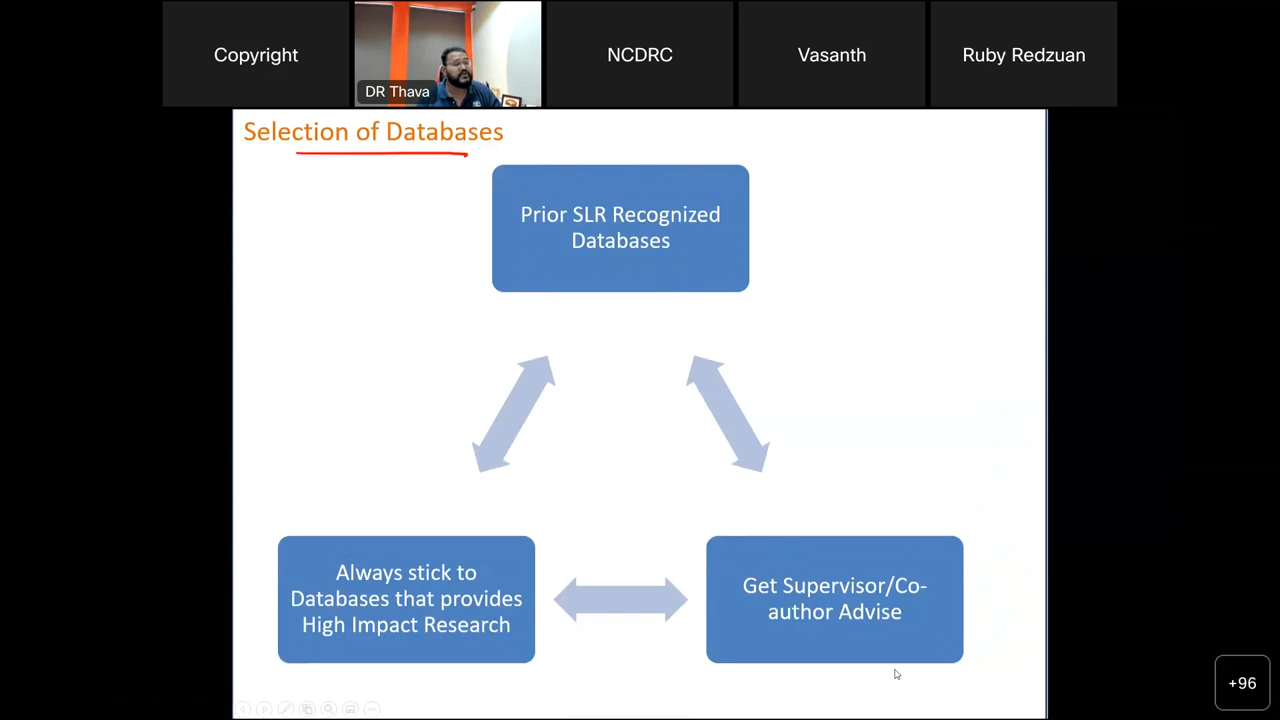 Copyright
DR Thava
NCDRC
Vasanth
Ruby Redzuan
Selection of Databases
Prior SLR Recognized
Databases
Always stick to
Databases that provides
High Impact Research
Get Supervisor/Co-
author Advise
+96